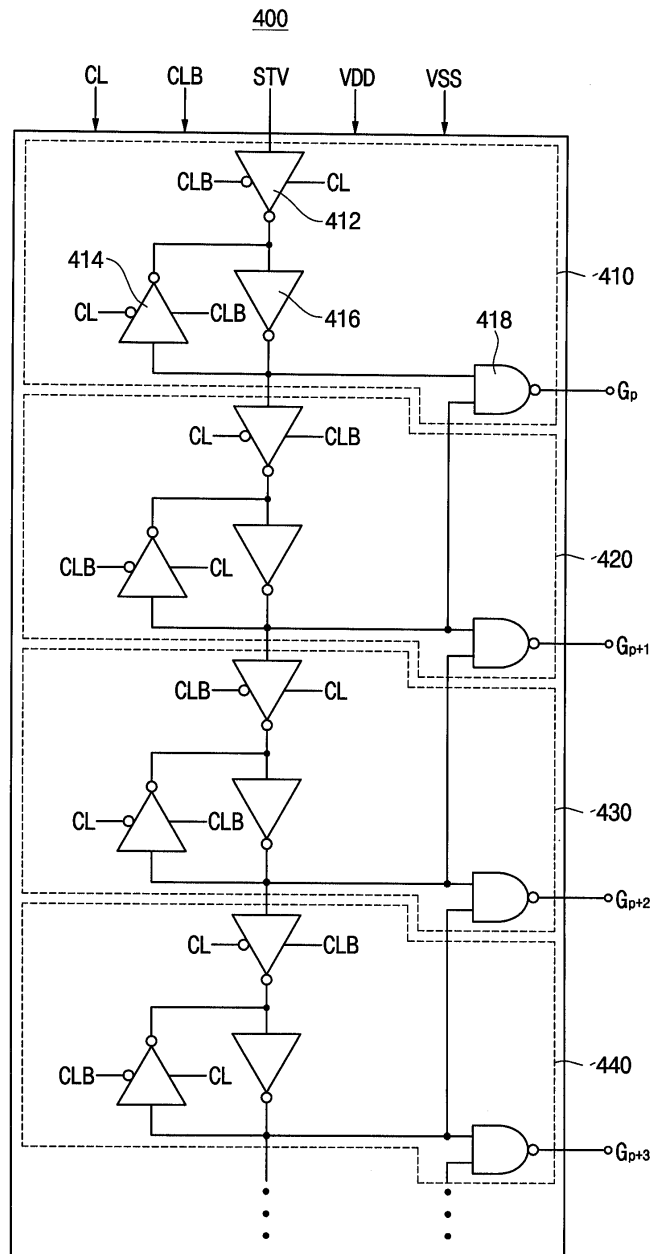 400
CL CLB STV VDD VSS
CLB CL
412
414
410
CL CLB 416
418
Gp
CL CLB
420
CLB CL
Gp+1
CLB CL
430
CL CLB
Gp+2
CL CLB
440
CLB CL
Gp+3